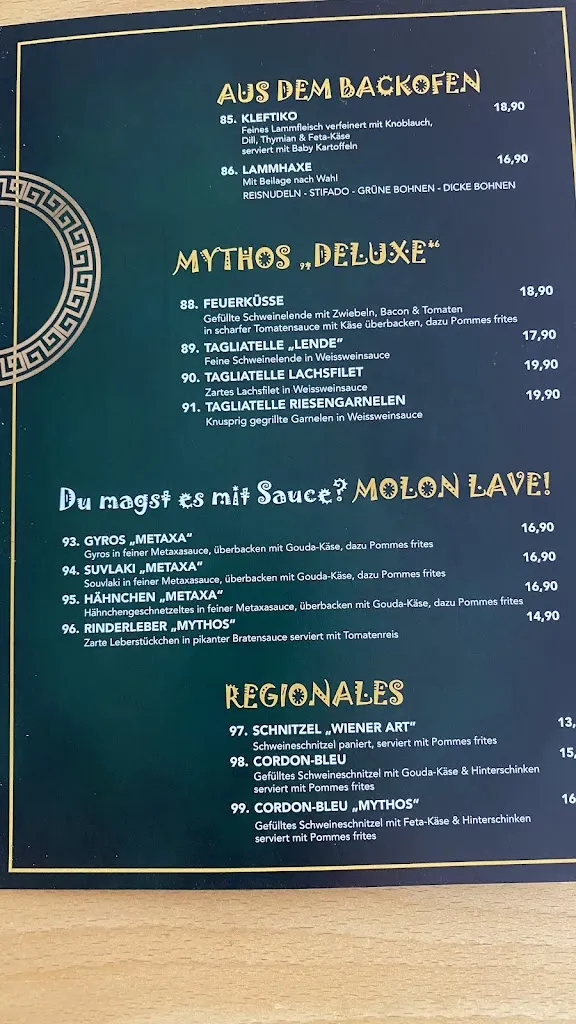 AUS DEM BACKOFEN
85. KLEFTIKO 18,90
Feines Lammfleisch verfeinert mit Knoblauch,
Dill, Thymian & Feta-Käse
serviert mit Baby Kartoffeln
86. LAMMHAXE 16,90
Mit Beilage nach Wahl
REISNUDELN - STIFADO - GRÜNE BOHNEN - DICKE BOHNEN
MYTHOS „DELUXE“
88. FEUERKÜSSE 18,90
Gefüllte Schweinelende mit Zwiebeln, Bacon & Tomaten
in scharfer Tomatensauce mit Käse überbacken, dazu Pommes frites
89. TAGLIATELLE „LENDE“ 17,90
Feine Schweinelende in Weissweinsauce
90. TAGLIATELLE LACHSFILET 19,90
Zartes Lachsfilet in Weissweinsauce
91. TAGLIATELLE RIESENGARNELEN 19,90
Knusprig gegrillte Garnelen in Weissweinsauce
Du magst es mit Sauce? MOLON LAVE!
93. GYROS „METAXA“ 16,90
Gyros in feiner Metaxasauce, überbacken mit Gouda-Käse, dazu Pommes frites
94. SUVLAKI „METAXA“ 16,90
Souvlaki in feiner Metaxasauce, überbacken mit Gouda-Käse, dazu Pommes frites
95. HÄHNCHEN „METAXA“ 16,90
Hähnchengeschnetzeltes in feiner Metaxasauce, überbacken mit Gouda-Käse, dazu Pommes frites
96. RINDERLEBER „MYTHOS“ 14,90
Zarte Leberstückchen in pikanter Bratensauce serviert mit Tomatenreis
REGIONALES
97. SCHNITZEL „WIENER ART“ 13,
Schweineschnitzel paniert, serviert mit Pommes frites
98. CORDON-BLEU 15,
Gefülltes Schweineschnitzel mit Gouda-Käse & Hinterschinken
serviert mit Pommes frites
99. CORDON-BLEU „MYTHOS“ 16
Gefülltes Schweineschnitzel mit Feta-Käse & Hinterschinken
serviert mit Pommes frites